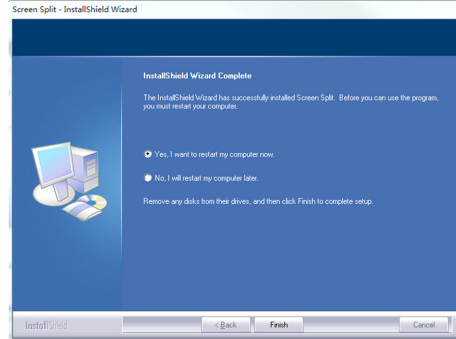 Screen Split - InstallShield Wizard
InstallShield Wizard Complete
The InstallShield Wizard has successfully installed Screen Split. Before you can use the program,
you must restart your computer.
Yes, I want to restart my computer now.
No, I will restart my computer later.
Remove any disks from their drives, and then click Finish to complete setup.
InstallShield
< Back
Finish
Cancel